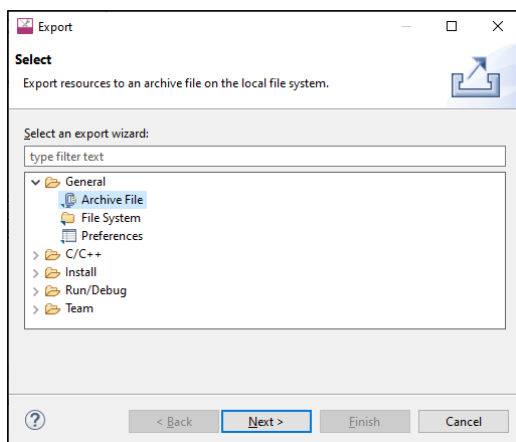 Export
Select
Export resources to an archive file on the local file system.
Select an export wizard:
type filter text
General
Archive File
File System
Preferences
C/C++
Install
Run/Debug
Team
? < Back Next > Finish Cancel